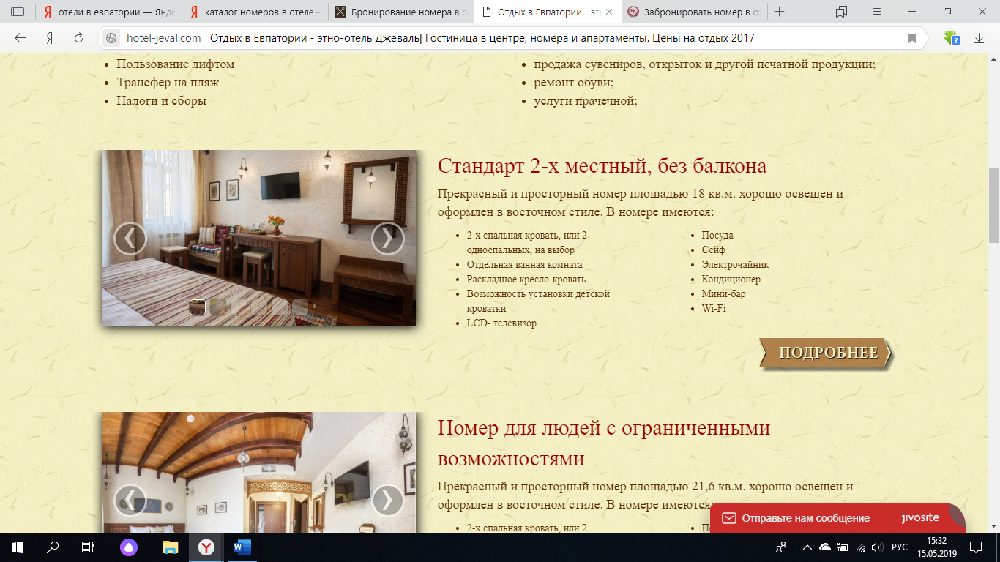 отели в евпатории — Янде
каталог номеров в отеле –
Бронирование номера в о
Отдых в Евпатории - этн
Забронировать номер в от
hotel-jeval.com Отдых в Евпатории - этно-отель Джеваль| Гостиница в центре, номера и апартаменты. Цены на отдых 2017
Пользование лифтом
Трансфер на пляж
Налоги и сборы
продажа сувениров, открыток и другой печатной продукции;
ремонт обуви;
услуги прачечной;
Стандарт 2-х местный, без балкона
Прекрасный и просторный номер площадью 18 кв.м. хорошо освещен и
оформлен в восточном стиле. В номере имеются:
2-х спальная кровать, или 2
односпальных, на выбор
Отдельная ванная комната
Раскладное кресло-кровать
Возможность установки детской
кроватки
LCD- телевизор
Посуда
Сейф
Электрочайник
Кондиционер
Мини-бар
Wi-Fi
ПОДРОБНЕЕ
Номер для людей с ограниченными
возможностями
Прекрасный и просторный номер площадью 21,6 кв.м. хорошо освещен и
оформлен в восточном стиле. В номере имеются:
2-х спальная кровать, или 2
Отправьте нам сообщение jivosite
РУС
15:32
15.05.2019